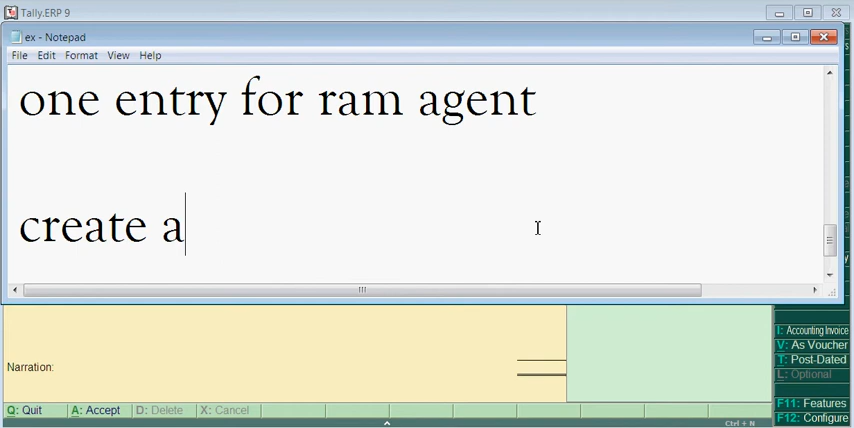 Tally.ERP 9
ex - Notepad
File Edit Format View Help
one entry for ram agent
create a
I: Accounting Invoice
V: As Voucher
T: Post-Dated
L: Optional
F11: Features
F12: Configure
Narration:
Q: Quit A: Accept D: Delete X: Cancel
Ctrl + N